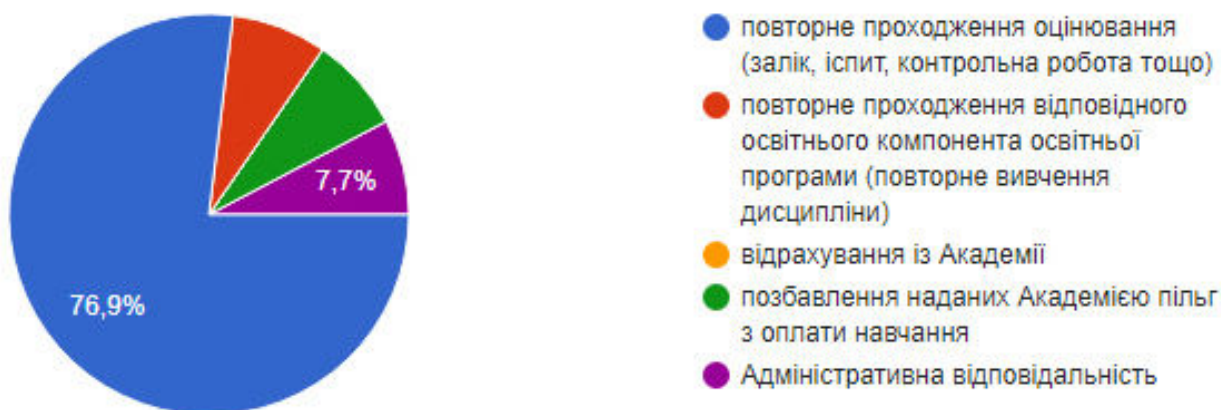 7,7%
76,9%
повторне проходження оцінювання
(залік, іспит, контрольна робота тощо)
повторне проходження відповідного
освітнього компонента освітньої
програми (повторне вивчення
дисципліни)
відрахування із Академії
позбавлення наданих Академією пільг
з оплати навчання
Адміністративна відповідальність